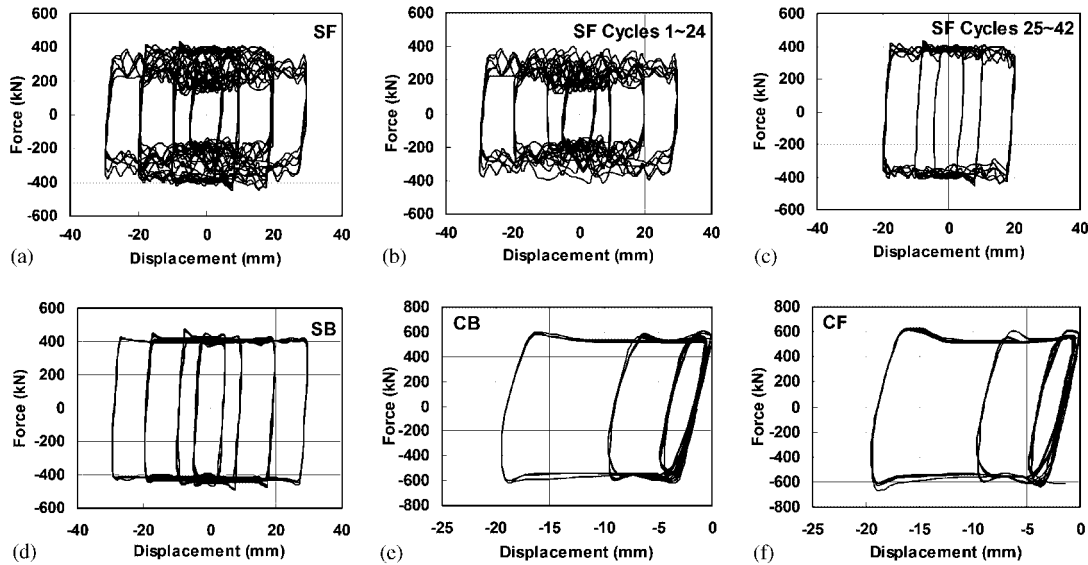 SF
600
400
200
0
-200
-400
-600
Force (kN)
-40 -20 0 20 40
Displacement (mm)
(a)
SF Cycles 1~24
600
400
200
0
-200
-400
-600
Force (kN)
-40 -20 0 20 40
Displacement (mm)
(b)
SF Cycles 25~42
600
400
200
0
-200
-400
-600
Force (kN)
-40 -20 0 20 40
Displacement (mm)
(c)
SB
600
400
200
0
-200
-400
-600
Force (kN)
-40 -20 0 20 40
Displacement (mm)
(d)
CB
800
600
400
200
0
-200
-400
-600
-800
Force (kN)
-25 -20 -15 -10 -5 0
Displacement (mm)
(e)
CF
800
600
400
200
0
-200
-400
-600
-800
Force (kN)
-25 -20 -15 -10 -5 0
Displacement (mm)
(f)